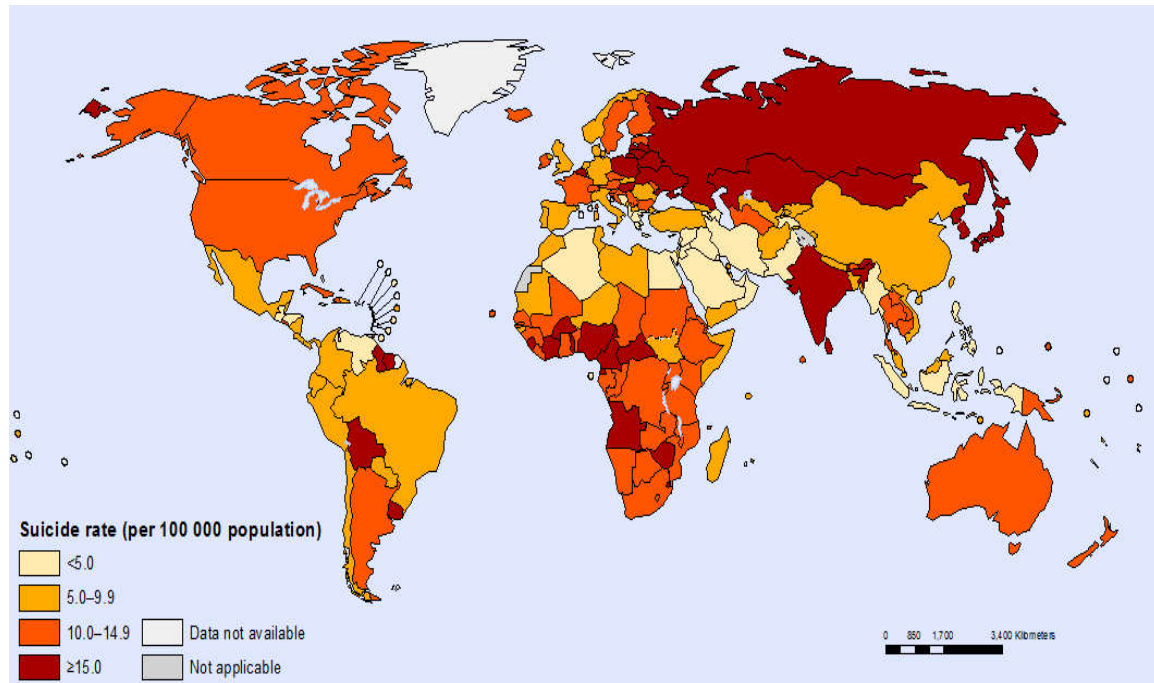 Suicide rate (per 100 000 population)
<5.0
5.0–9.9
10.0–14.9
≥15.0
Data not available
Not applicable
0 850 1,700 3,400 Kilometers